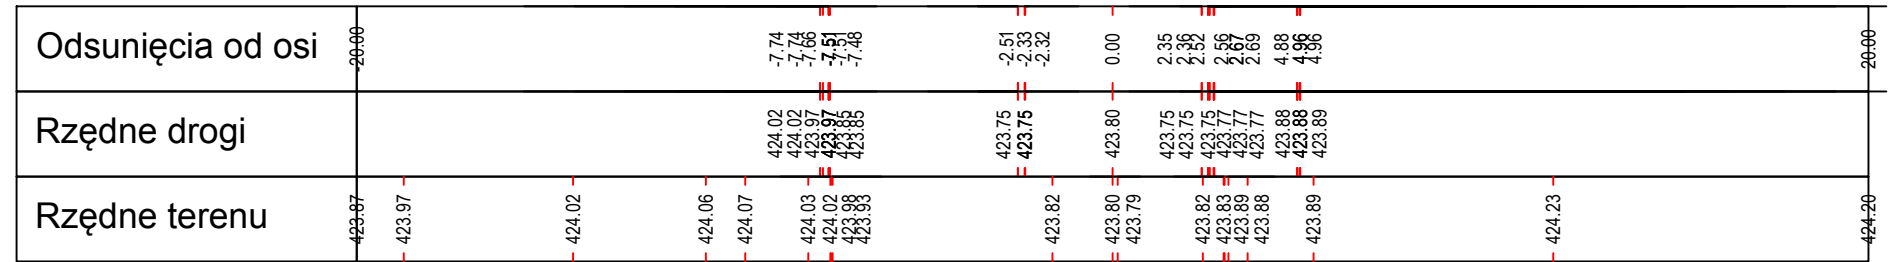 Odsunięcia od osi -20.00 -7.74 -7.74 -7.66 -7.51 -7.51 -7.48 -2.51 -2.33 -2.32 0.00 2.35 2.36 2.52 2.56 2.67 2.69 4.88 4.96 4.96 20.00
Rzędne drogi 424.02 424.02 423.97 423.97 423.85 423.85 423.75 423.75 423.80 423.75 423.75 423.75 423.77 423.77 423.77 423.88 423.88 423.89
Rzędne terenu 423.87 423.97 424.02 424.06 424.07 424.03 424.02 423.98 423.93 423.82 423.80 423.79 423.82 423.83 423.89 423.88 423.89 424.23 424.20